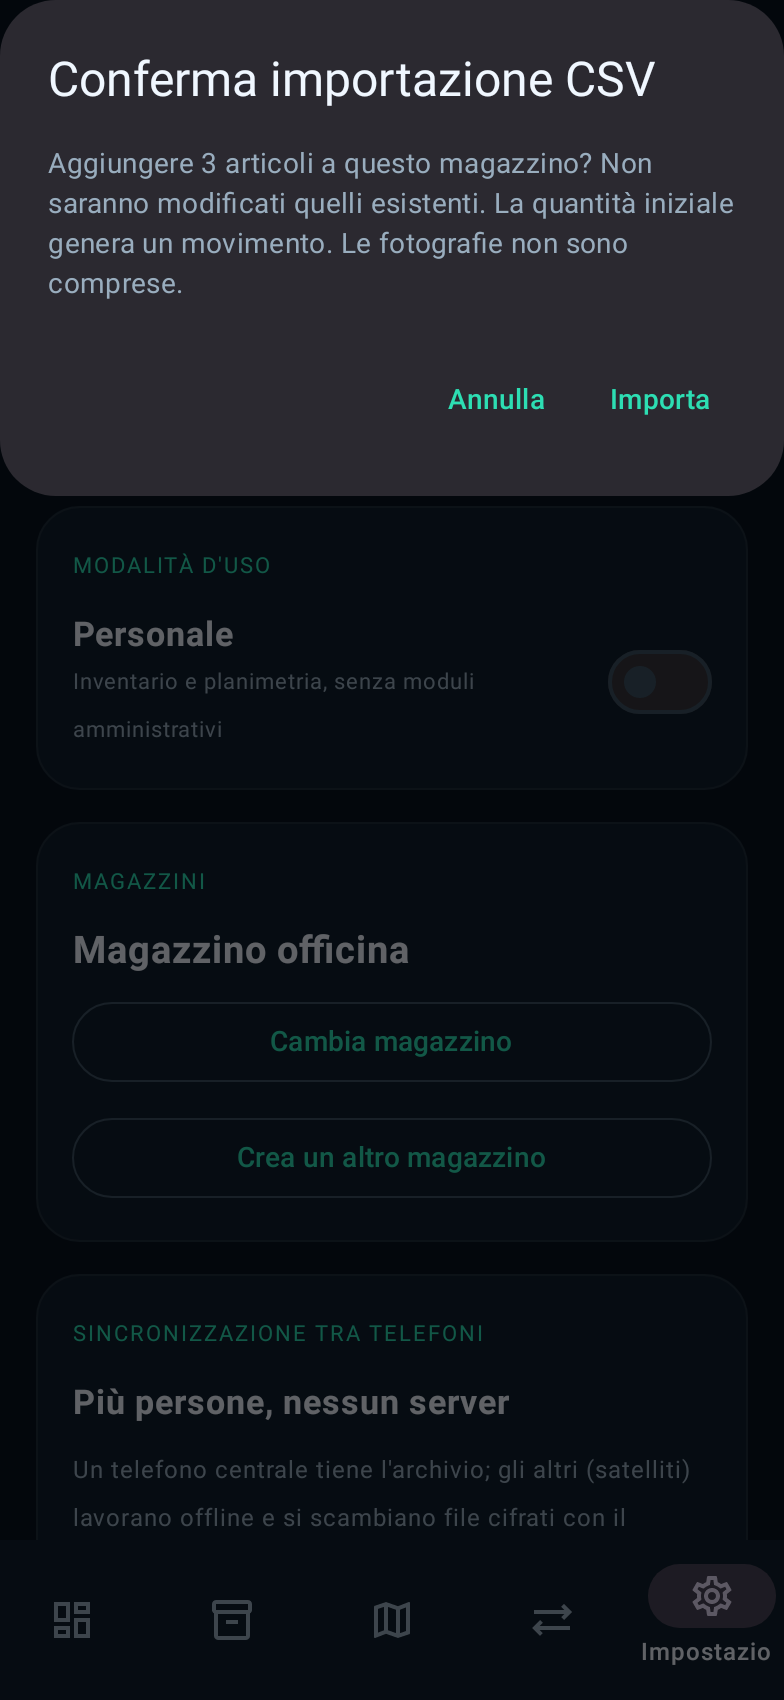 Conferma importazione CSV
Aggiungere 3 articoli a questo magazzino? Non
saranno modificati quelli esistenti. La quantità iniziale
genera un movimento. Le fotografie non sono
comprese.
Annulla Importa
MODALITÀ D'USO
Personale
Inventario e planimetria, senza moduli
amministrativi
MAGAZZINI
Magazzino officina
Cambia magazzino
Crea un altro magazzino
SINCRONIZZAZIONE TRA TELEFONI
Più persone, nessun server
Un telefono centrale tiene l'archivio; gli altri (satelliti)
lavorano offline e si scambiano file cifrati con il
Impostazio